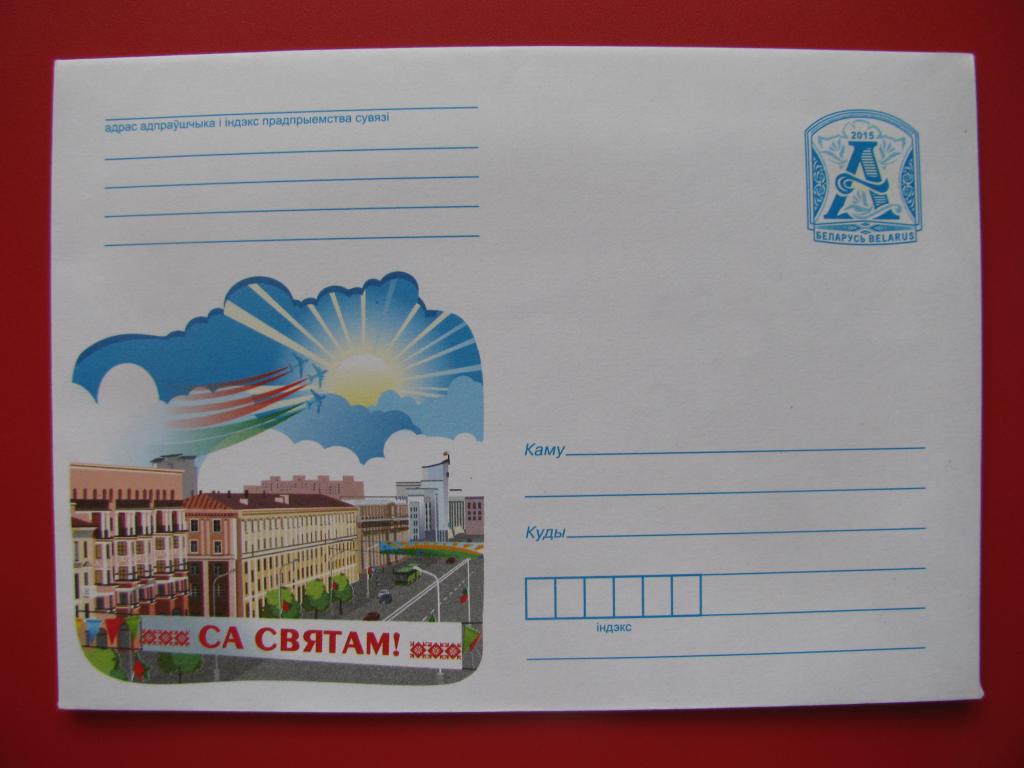 адрас адпраўшчыка і індэкс прадпрыемства сувязі
2015
А
БЕЛАРУСЬ BELARUS
Каму
Куды
індэкс
СА СВЯТАМ!